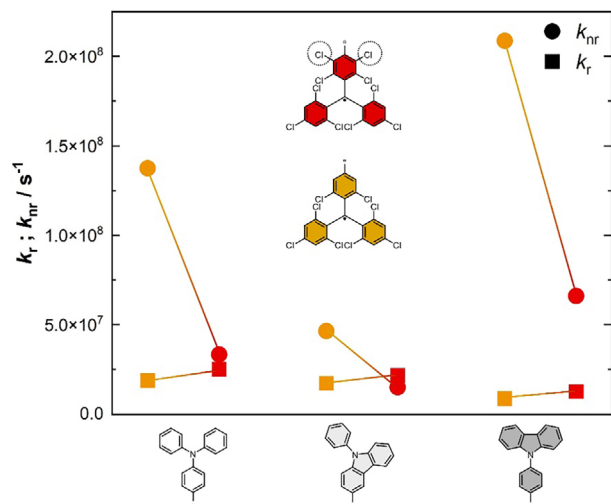 2.0×10⁸
1.5×10⁸
1.0×10⁸
5.0×10⁷
0.0
k_r ; k_nr / s⁻¹
k_nr
k_r
*
Cl Cl
Cl Cl
Cl Cl
Cl Cl Cl Cl
*
Cl Cl
Cl Cl
Cl Cl Cl Cl
N
N
N